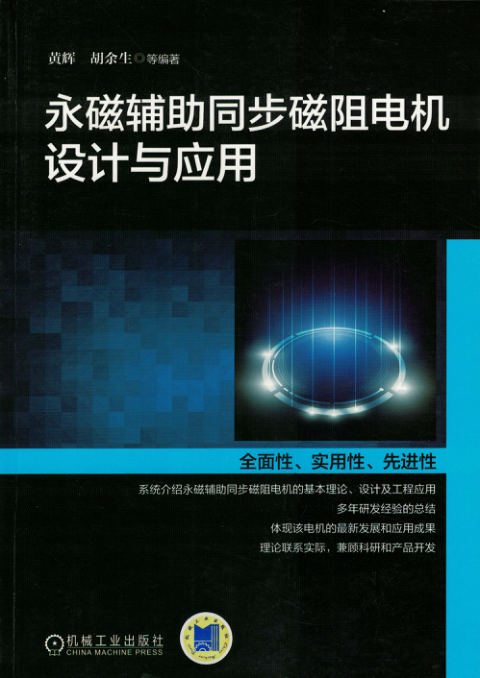 黄辉 胡余生◎等编著
永磁辅助同步磁阻电机
设计与应用
全面性、实用性、先进性
系统介绍永磁辅助同步磁阻电机的基本理论、设计及工程应用
多年研发经验的总结
体现该电机的最新发展和应用成果
理论联系实际，兼顾科研和产品开发
机械工业出版社
CHINA MACHINE PRESS